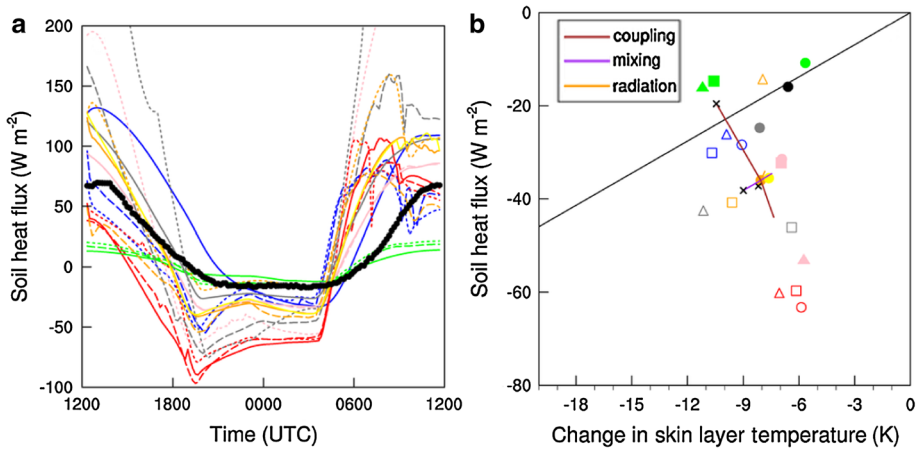 a
200
150
100
50
0
-50
-100
Soil heat flux (W m-2)
1200 1800 0000 0600 1200
Time (UTC)
b
0
-20
-40
-60
-80
Soil heat flux (W m-2)
coupling
mixing
radiation
-18 -15 -12 -9 -6 -3 0
Change in skin layer temperature (K)